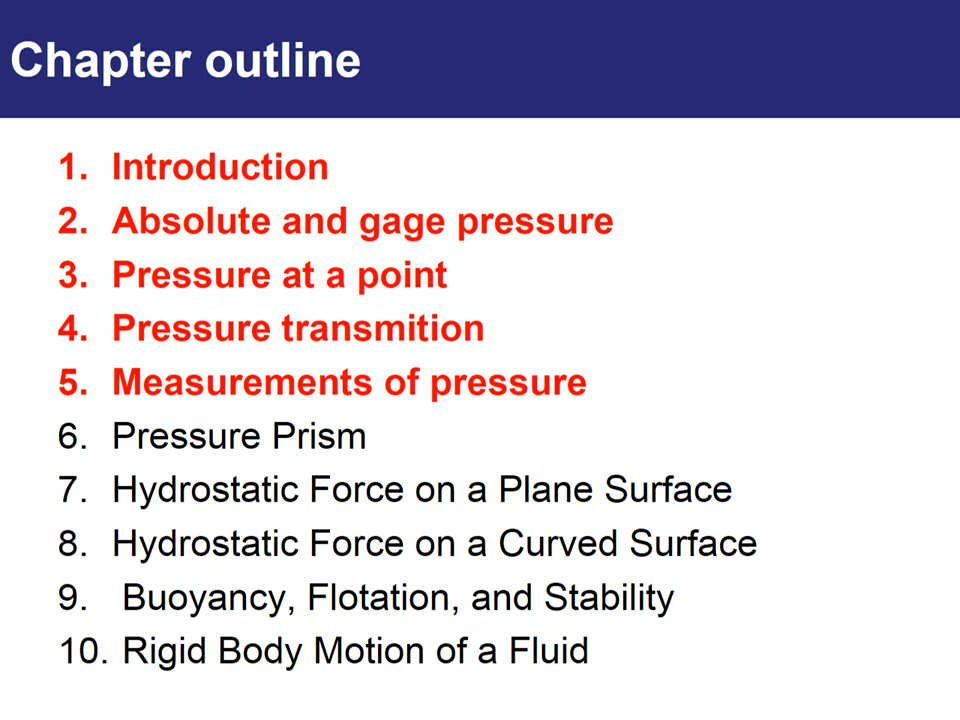 Chapter outline
1. Introduction
2. Absolute and gage pressure
3. Pressure at a point
4. Pressure transmition
5. Measurements of pressure
6. Pressure Prism
7. Hydrostatic Force on a Plane Surface
8. Hydrostatic Force on a Curved Surface
9. Buoyancy, Flotation, and Stability
10. Rigid Body Motion of a Fluid